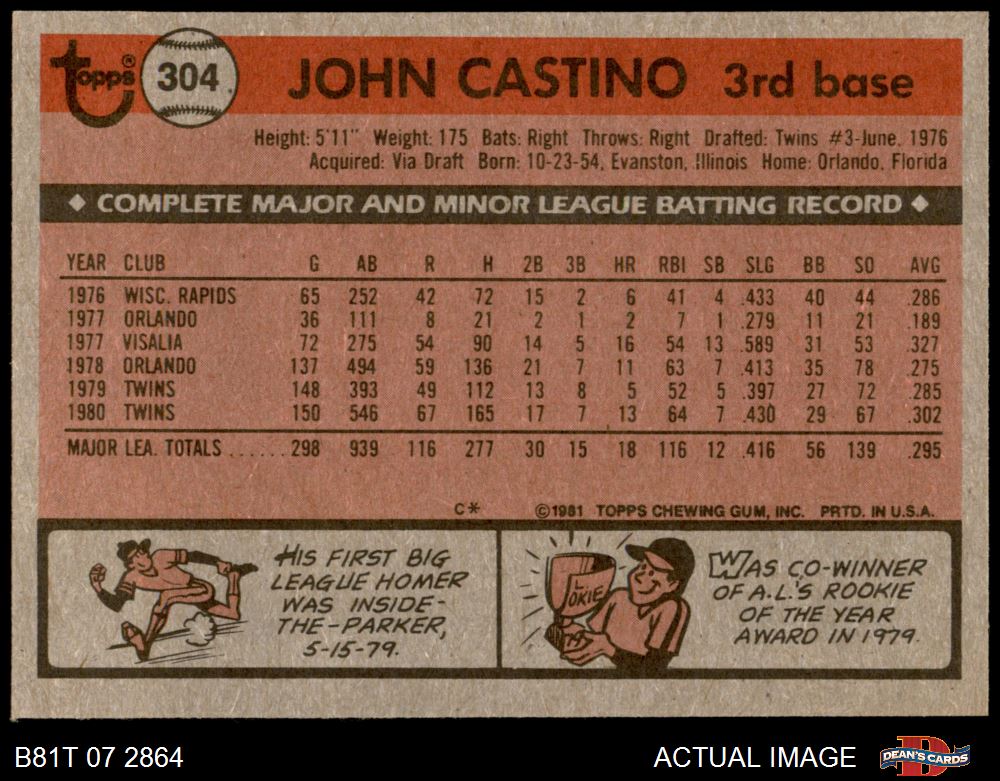 Topps® 304 JOHN CASTINO 3rd base
Height: 5'11" Weight: 175 Bats: Right Throws: Right Drafted: Twins #3-June, 1976
Acquired: Via Draft Born: 10-23-54, Evanston, Illinois Home: Orlando, Florida
◆ COMPLETE MAJOR AND MINOR LEAGUE BATTING RECORD ◆
YEAR CLUB G AB R H 2B 3B HR RBI SB SLG BB SO AVG
1976 WISC. RAPIDS 65 252 42 72 15 2 6 41 4 .433 40 44 .286
1977 ORLANDO 36 111 8 21 2 1 2 7 1 .279 11 21 .189
1977 VISALIA 72 275 54 90 14 5 16 54 13 .589 31 53 .327
1978 ORLANDO 137 494 59 136 21 7 11 63 7 .413 35 78 .275
1979 TWINS 148 393 49 112 13 8 5 52 5 .397 27 72 .285
1980 TWINS 150 546 67 165 17 7 13 64 7 .430 29 67 .302
MAJOR LEA. TOTALS ...... 298 939 116 277 30 15 18 116 12 .416 56 139 .295
C* ©1981 TOPPS CHEWING GUM, INC. PRTD. IN U.S.A.
HIS FIRST BIG
LEAGUE HOMER
WAS INSIDE-
THE-PARKER,
5-15-79.
OKIE
WAS CO-WINNER
OF A.L.'S ROOKIE
OF THE YEAR
AWARD IN 1979.
B81T 07 2864 ACTUAL IMAGE DEAN'S CARDS